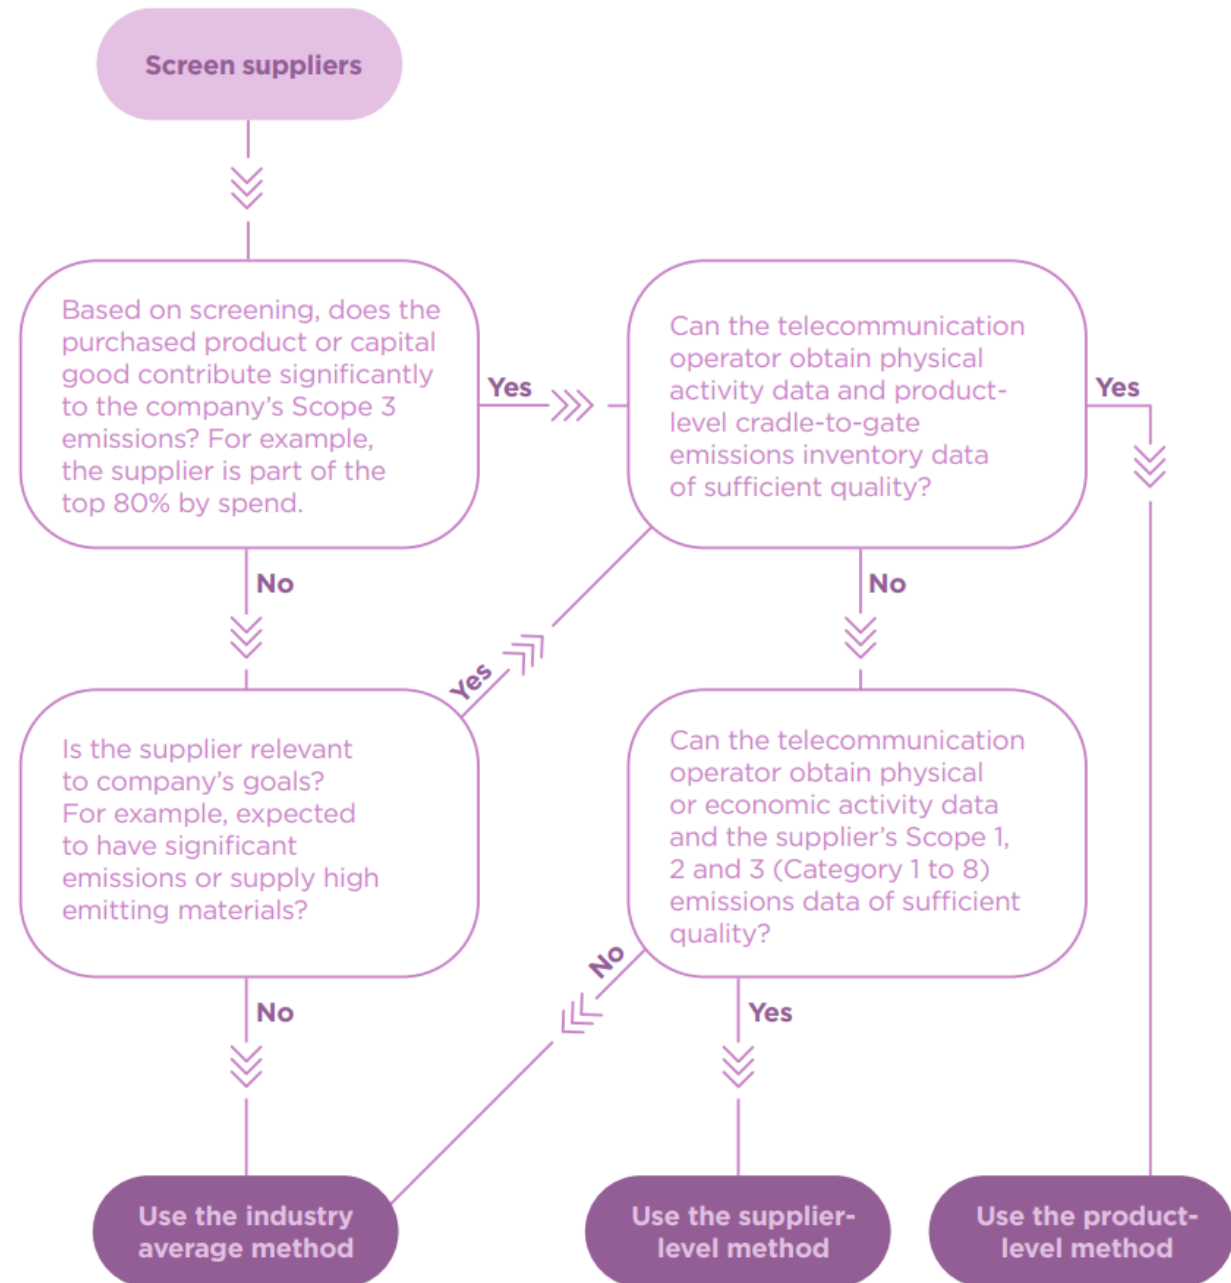 Screen suppliers
Based on screening, does the
purchased product or capital
good contribute significantly
to the company’s Scope 3
emissions? For example,
the supplier is part of the
top 80% by spend.
Yes
Can the telecommunication
operator obtain physical
activity data and product-
level cradle-to-gate
emissions inventory data
of sufficient quality?
Yes
No
No
Yes
Is the supplier relevant
to company’s goals?
For example, expected
to have significant
emissions or supply high
emitting materials?
Can the telecommunication
operator obtain physical
or economic activity data
and the supplier’s Scope 1,
2 and 3 (Category 1 to 8)
emissions data of sufficient
quality?
No
No
Yes
Use the industry
average method
Use the supplier-
level method
Use the product-
level method